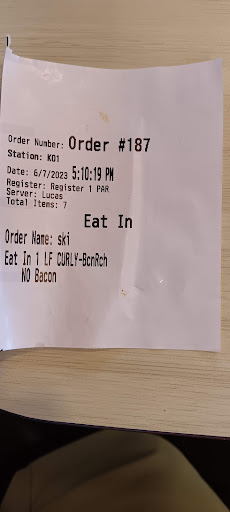 Order Number: Order #187
Station: K01
Date: 6/7/2023 5:10:19 PM
Register: Register 1 PAR
Server: Lucas
Total Items: 7
Eat In
Order Name: ski
Eat In 1 LF CURLY-BcnRch
NO Bacon